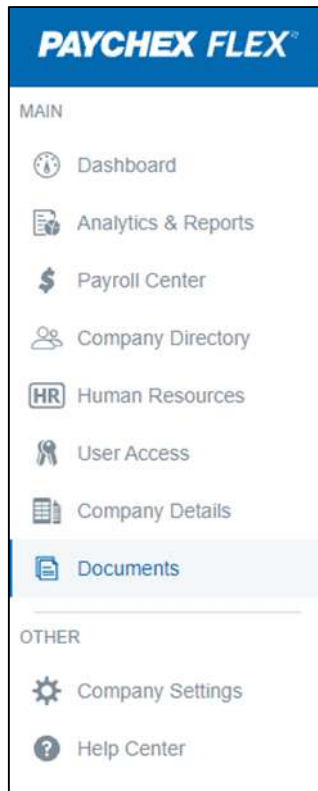 PAYCHEX FLEX®
MAIN
Dashboard
Analytics & Reports
$ Payroll Center
Company Directory
HR Human Resources
User Access
Company Details
Documents
OTHER
Company Settings
? Help Center